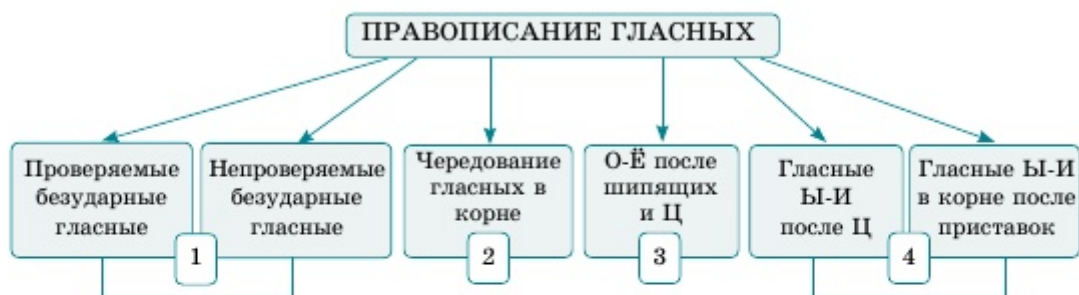 ПРАВОПИСАНИЕ ГЛАСНЫХ
Проверяемые
безударные
гласные
Непроверяемые
безударные
гласные
1
Чередование
гласных в
корне
2
О-Ё после
шипящих
и Ц
3
Гласные
Ы-И
после Ц
Гласные Ы-И
в корне после
приставок
4